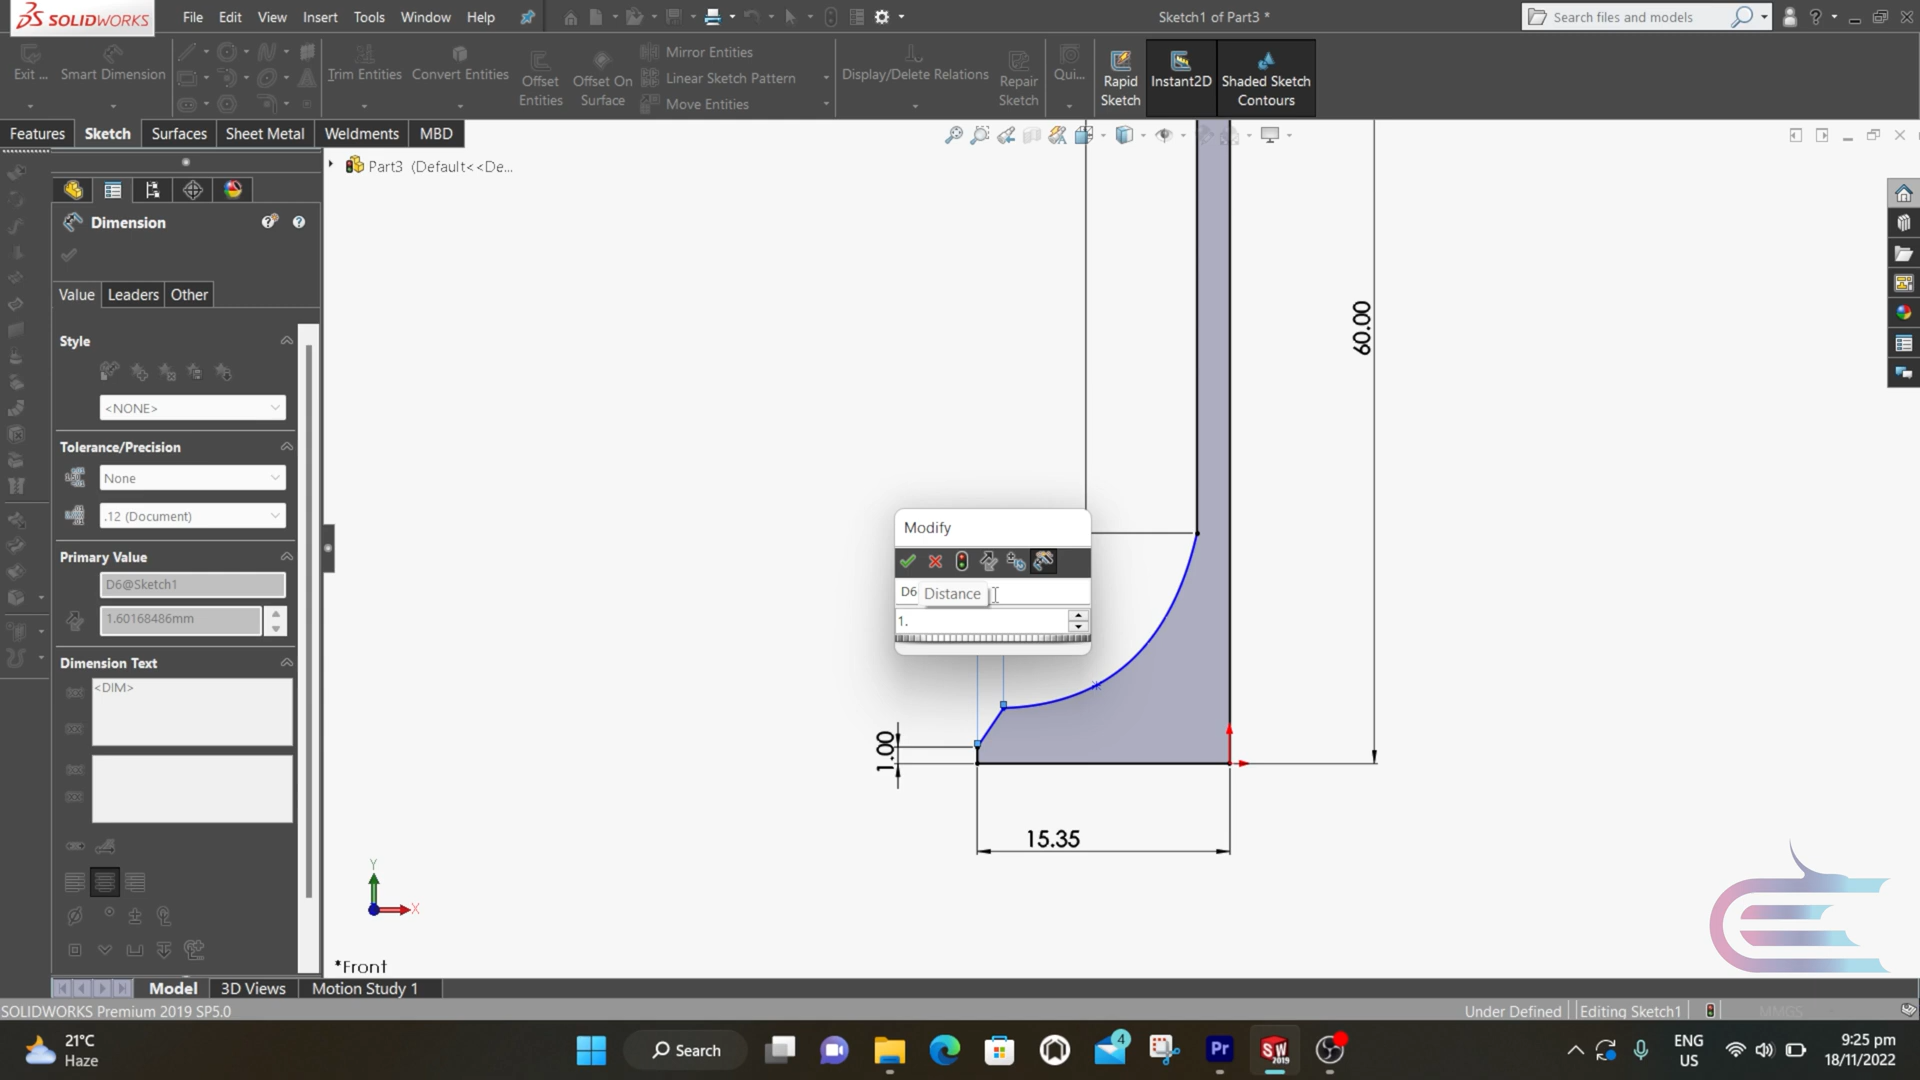 SOLIDWORKS
File Edit View Insert Tools Window Help
Sketch1 of Part3 *
Search files and models
Exit ...
Smart Dimension
Trim Entities
Convert Entities
Offset Entities
Offset On Surface
Mirror Entities
Linear Sketch Pattern
Move Entities
Display/Delete Relations
Repair Sketch
Qui...
Rapid Sketch
Instant2D
Shaded Sketch Contours
Features Sketch Surfaces Sheet Metal Weldments MBD
Part3 (Default<<De...
Dimension
Value Leaders Other
Style
<NONE>
Tolerance/Precision
None
.12 (Document)
Primary Value
D6@Sketch1
1.60168486mm
Dimension Text
<DIM>
60.00
Modify
D6
Distance
1.
1.00
15.35
Y
X
*Front
Model 3D Views Motion Study 1
SOLIDWORKS Premium 2019 SP5.0
Under Defined Editing Sketch1 MMGS
21°C
Haze
Search
4
Pr
SW
2019
ENG
US
9:25 pm
18/11/2022